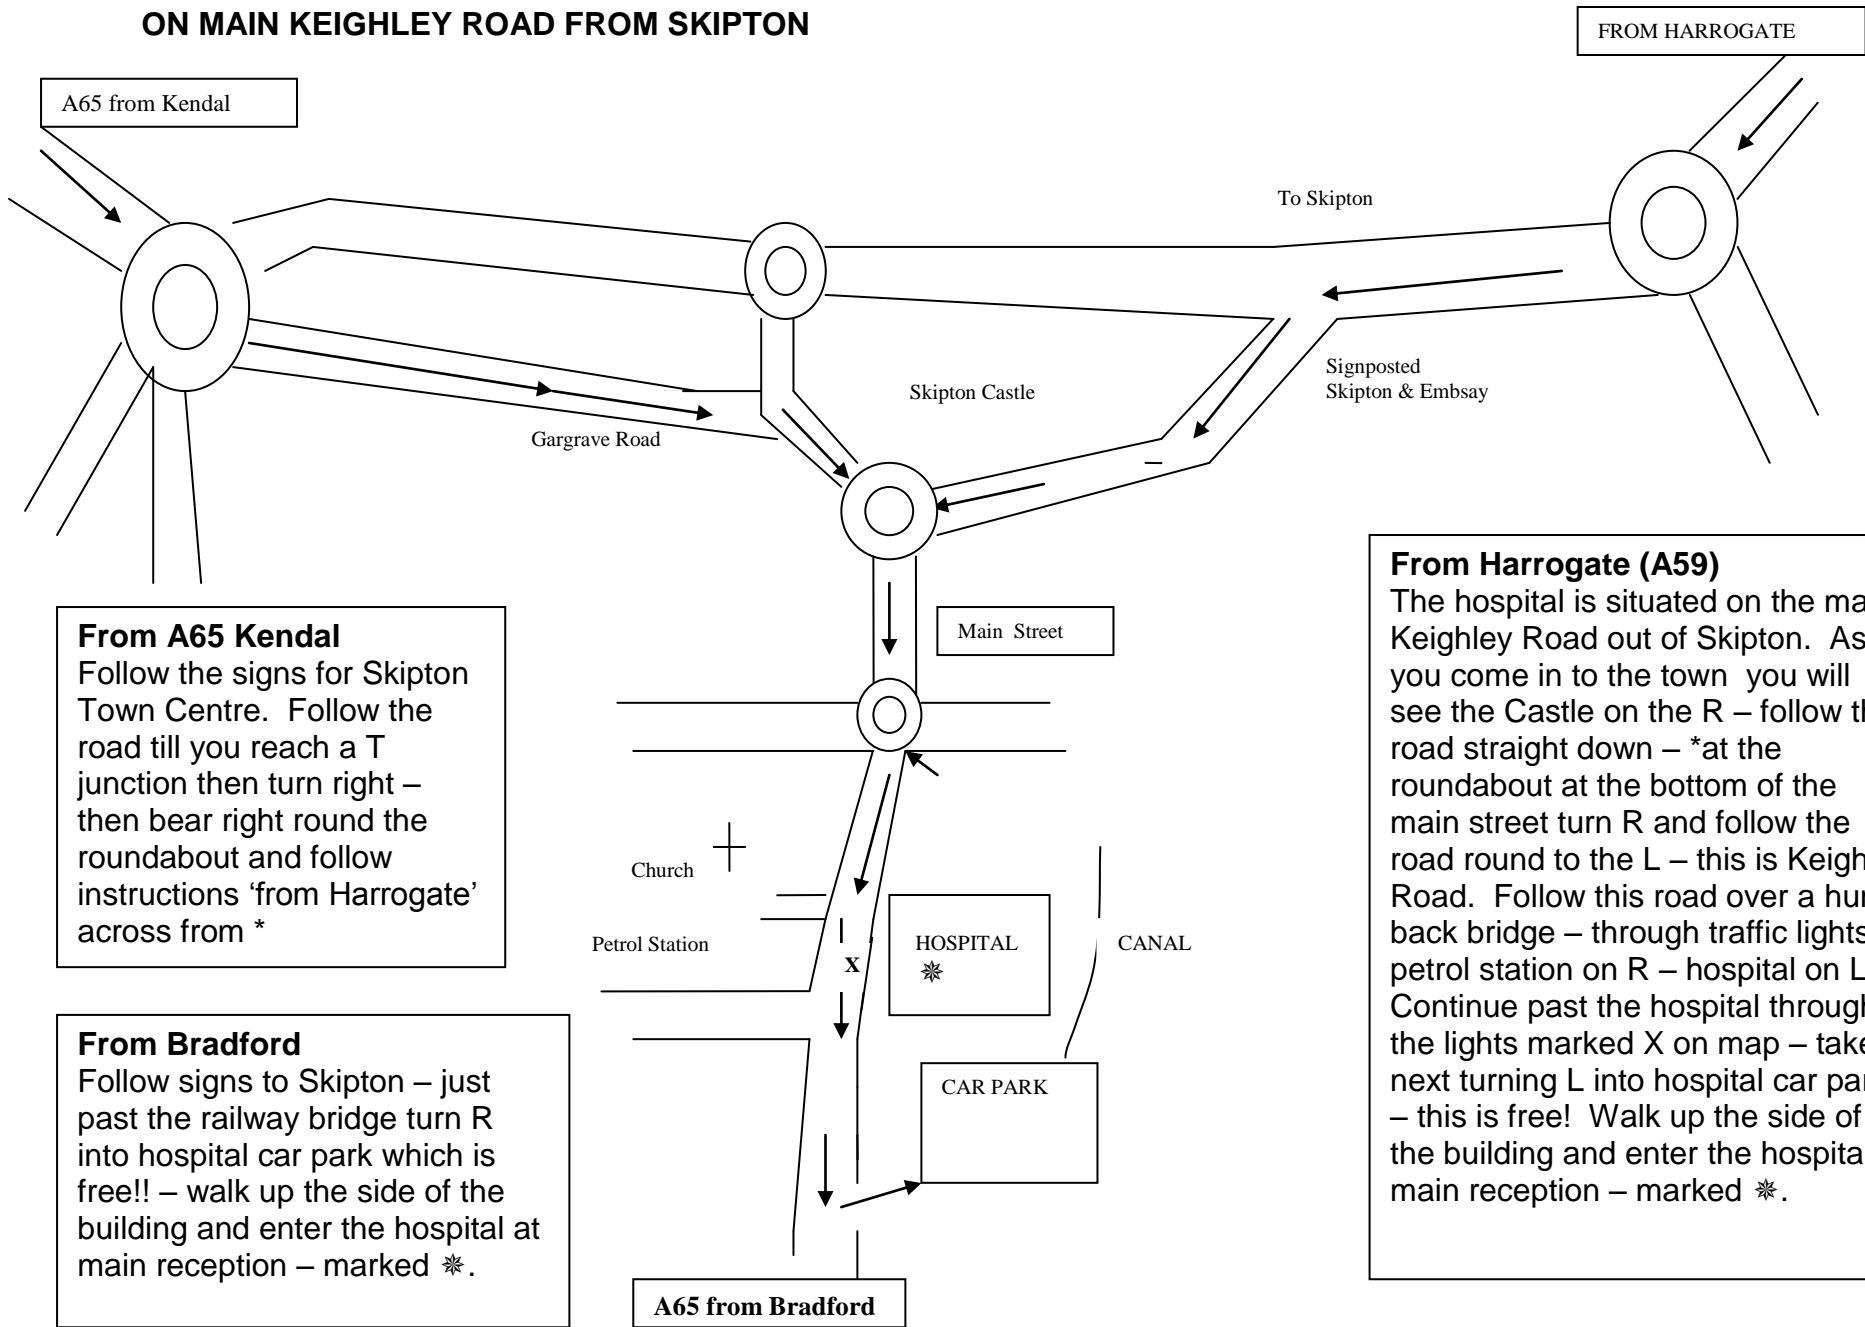 ON MAIN KEIGHLEY ROAD FROM SKIPTON
FROM HARROGATE
A65 from Kendal
To Skipton
Signposted
Skipton & Embsay
Skipton Castle
Gargrave Road
Main Street
From A65 Kendal
Follow the signs for Skipton
Town Centre. Follow the
road till you reach a T
junction then turn right –
then bear right round the
roundabout and follow
instructions ‘from Harrogate’
across from *
From Harrogate (A59)
The hospital is situated on the ma
Keighley Road out of Skipton. As
you come in to the town you will
see the Castle on the R – follow th
road straight down – *at the
roundabout at the bottom of the
main street turn R and follow the
road round to the L – this is Keigh
Road. Follow this road over a hu
back bridge – through traffic lights
petrol station on R – hospital on L
Continue past the hospital through
the lights marked X on map – take
next turning L into hospital car par
– this is free! Walk up the side of
the building and enter the hospita
main reception – marked ✵.
Church
Petrol Station
X
HOSPITAL
✵
CANAL
CAR PARK
From Bradford
Follow signs to Skipton – just
past the railway bridge turn R
into hospital car park which is
free!! – walk up the side of the
building and enter the hospital at
main reception – marked ✵.
A65 from Bradford